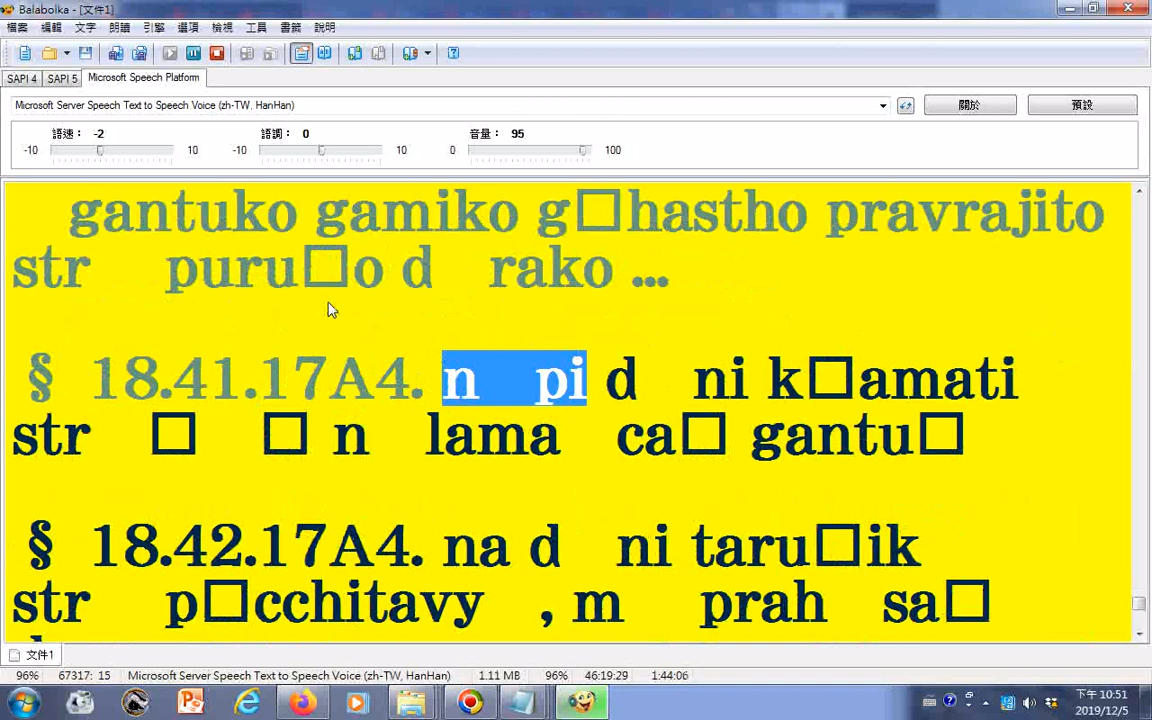 Balabolka - [文件1]
檔案 編輯 文字 朗讀 引擎 選項 檢視 工具 書籤 說明
SAPI 4 SAPI 5 Microsoft Speech Platform
Microsoft Server Speech Text to Speech Voice (zh-TW, HanHan) 關於 預設
語速: -2 語調: 0 音量: 95
-10 10 -10 10 0 100
gantuko gamiko g□hastho pravrajito
str puru□o d rako ...
§ 18.41.17A4. n pi d ni k□amati
str □ □ n lama ca□ gantu□
§ 18.42.17A4. na d ni taru□ik
str p□cchitavy , m prah sa□
文件1
96% 67317: 15 Microsoft Server Speech Text to Speech Voice (zh-TW, HanHan) 1.11 MB 96% 46:19:29 1:44:06
下午 10:51
2019/12/5